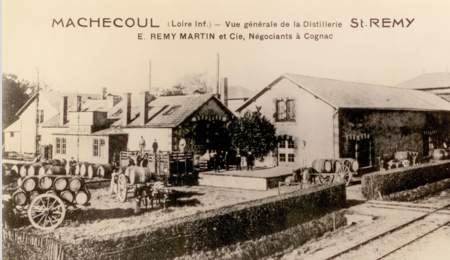 MACHECOUL (Loire Inf.) — Vue générale de la Distillerie St. REMY
E. REMY MARTIN et Cie, Négociants à Cognac